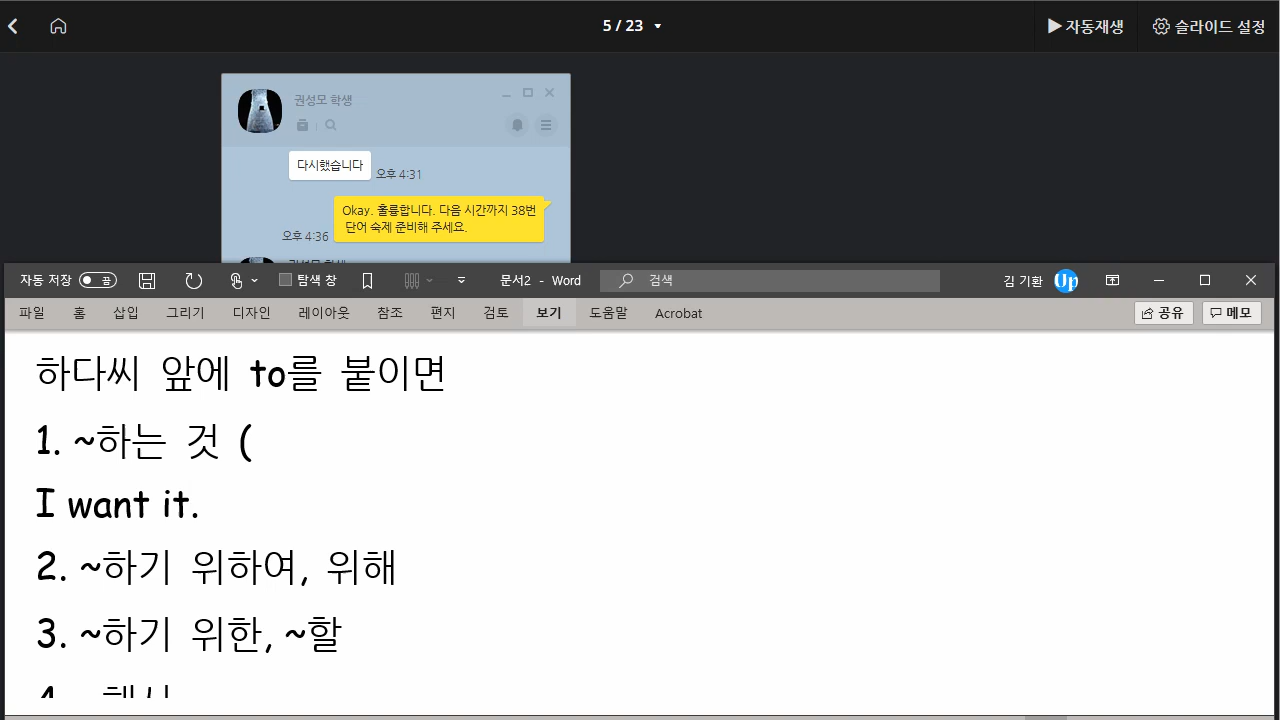 5 / 23
자동재생
슬라이드 설정
권성모 학생
다시했습니다
오후 4:31
Okay. 훌륭합니다. 다음 시간까지 38번
단어 숙제 준비해 주세요.
오후 4:36
자동 저장 끔
탐색 창
문서2 - Word
검색
김 기환
Up
파일 홈 삽입 그리기 디자인 레이아웃 참조 편지 검토 보기 도움말 Acrobat
공유
메모
하다씨 앞에 to를 붙이면
1. ~하는 것 (
I want it.
2. ~하기 위하여, 위해
3. ~하기 위한, ~할